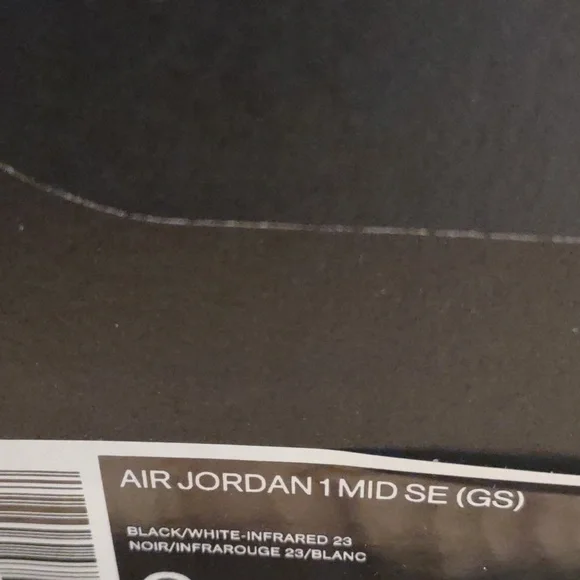 AIR JORDAN 1 MID SE (GS)
BLACK/WHITE-INFRARED 23
NOIR/INFRAROUGE 23/BLANC